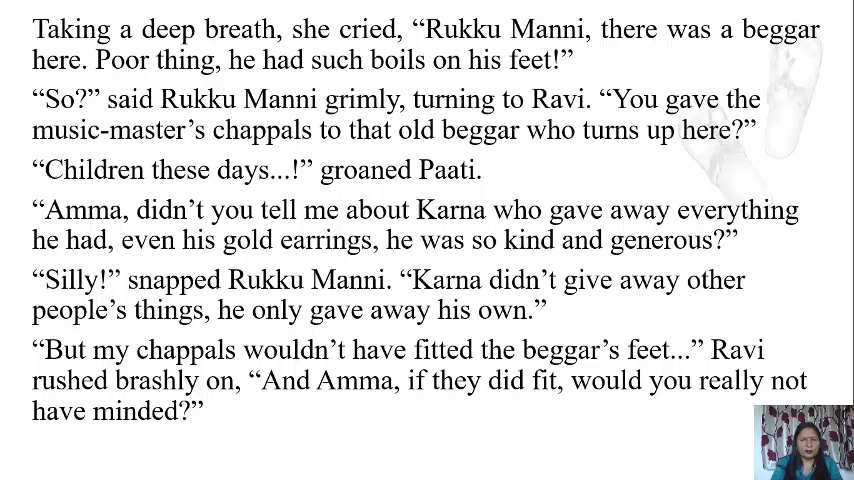 Taking a deep breath, she cried, “Rukku Manni, there was a beggar
here. Poor thing, he had such boils on his feet!”
“So?” said Rukku Manni grimly, turning to Ravi. “You gave the
music-master’s chappals to that old beggar who turns up here?”
“Children these days...!” groaned Paati.
“Amma, didn’t you tell me about Karna who gave away everything
he had, even his gold earrings, he was so kind and generous?”
“Silly!” snapped Rukku Manni. “Karna didn’t give away other
people’s things, he only gave away his own.”
“But my chappals wouldn’t have fitted the beggar’s feet...” Ravi
rushed brashly on, “And Amma, if they did fit, would you really not
have minded?”